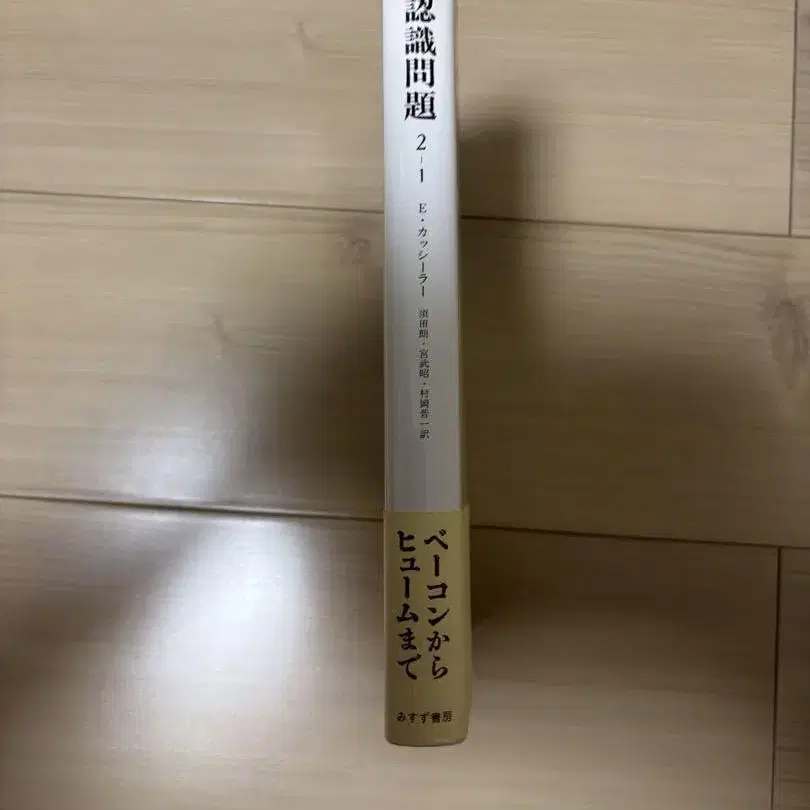 認識問題 2-1
E・カッシーラー
須田朗・宮武昭・村岡晋一訳
ベーコンから
ヒュームまで
みすず書房